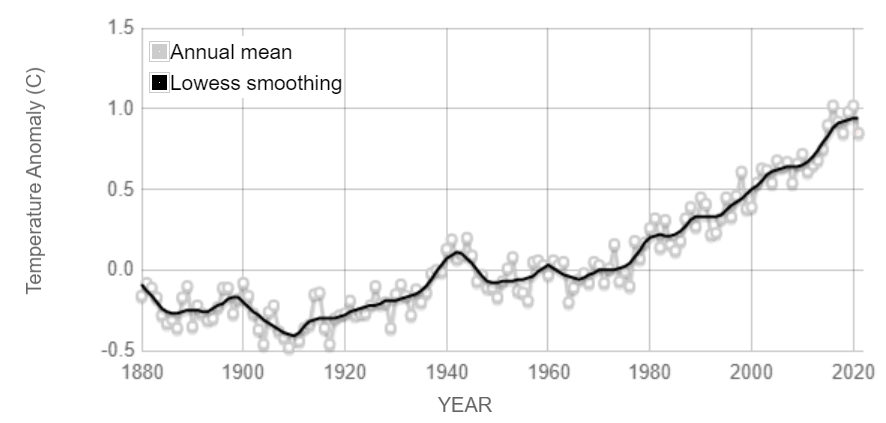 1.5
Annual mean
Lowess smoothing
1.0
0.5
0.0
-0.5
Temperature Anomaly (C)
1880 1900 1920 1940 1960 1980 2000 2020
YEAR